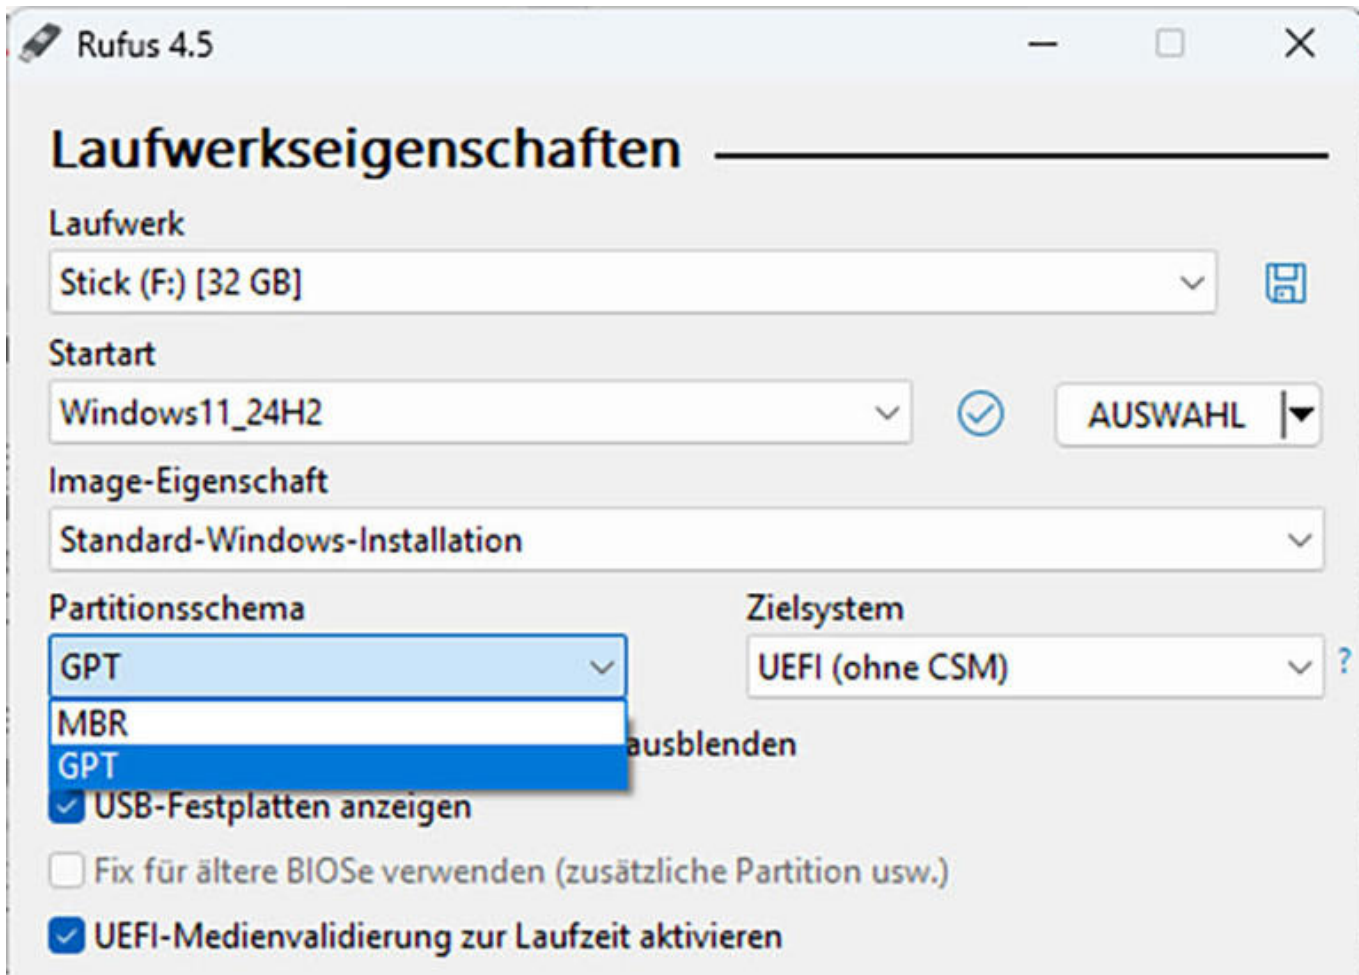 Rufus 4.5
Laufwerkseigenschaften
Laufwerk
Stick (F:) [32 GB]
Startart
Windows11_24H2
AUSWAHL
Image-Eigenschaft
Standard-Windows-Installation
Partitionsschema
Zielsystem
GPT
UEFI (ohne CSM)
?
MBR
GPT
ausblenden
USB-Festplatten anzeigen
Fix für ältere BIOSe verwenden (zusätzliche Partition usw.)
UEFI-Medienvalidierung zur Laufzeit aktivieren